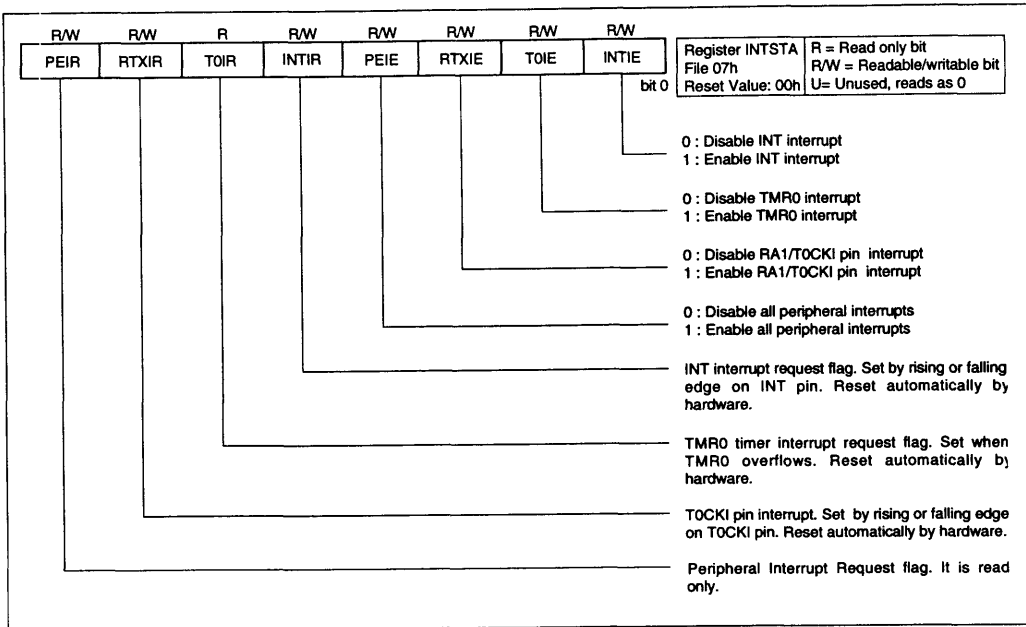 R/W R/W R R/W R/W R/W R/W R/W
PEIR RTXIR T0IR INTIR PEIE RTXIE T0IE INTIE
bit 0
Register INTSTA
File 07h
Reset Value: 00h
R = Read only bit
R/W = Readable/writable bit
U= Unused, reads as 0
0 : Disable INT interrupt
1 : Enable INT interrupt
0 : Disable TMR0 interrupt
1 : Enable TMR0 interrupt
0 : Disable RA1/T0CKI pin interrupt
1 : Enable RA1/T0CKI pin interrupt
0 : Disable all peripheral interrupts
1 : Enable all peripheral interrupts
INT interrupt request flag. Set by rising or falling
edge on INT pin. Reset automatically by
hardware.
TMR0 timer interrupt request flag. Set when
TMR0 overflows. Reset automatically by
hardware.
T0CKI pin interrupt. Set by rising or falling edge
on T0CKI pin. Reset automatically by hardware.
Peripheral Interrupt Request flag. It is read
only.